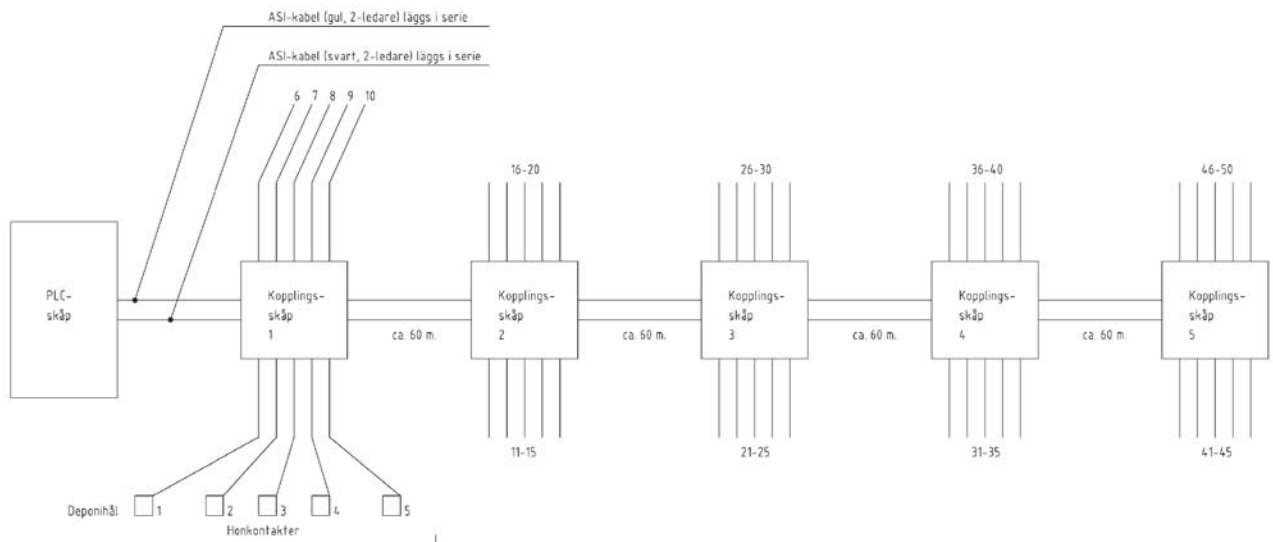 ASI-kabel (gul, 2-ledare) läggs i serie
ASI-kabel (svart, 2-ledare) läggs i serie
6 7 8 9 10
16-20 26-30 36-40 46-50
PLC-
skåp
Kopplings-
skåp
1
ca. 60 m.
Kopplings-
skåp
2
ca. 60 m.
Kopplings-
skåp
3
ca. 60 m.
Kopplings-
skåp
4
ca. 60 m.
Kopplings-
skåp
5
11-15 21-25 31-35 41-45
Deponihål 1 2 3 4 5
Honkontakter